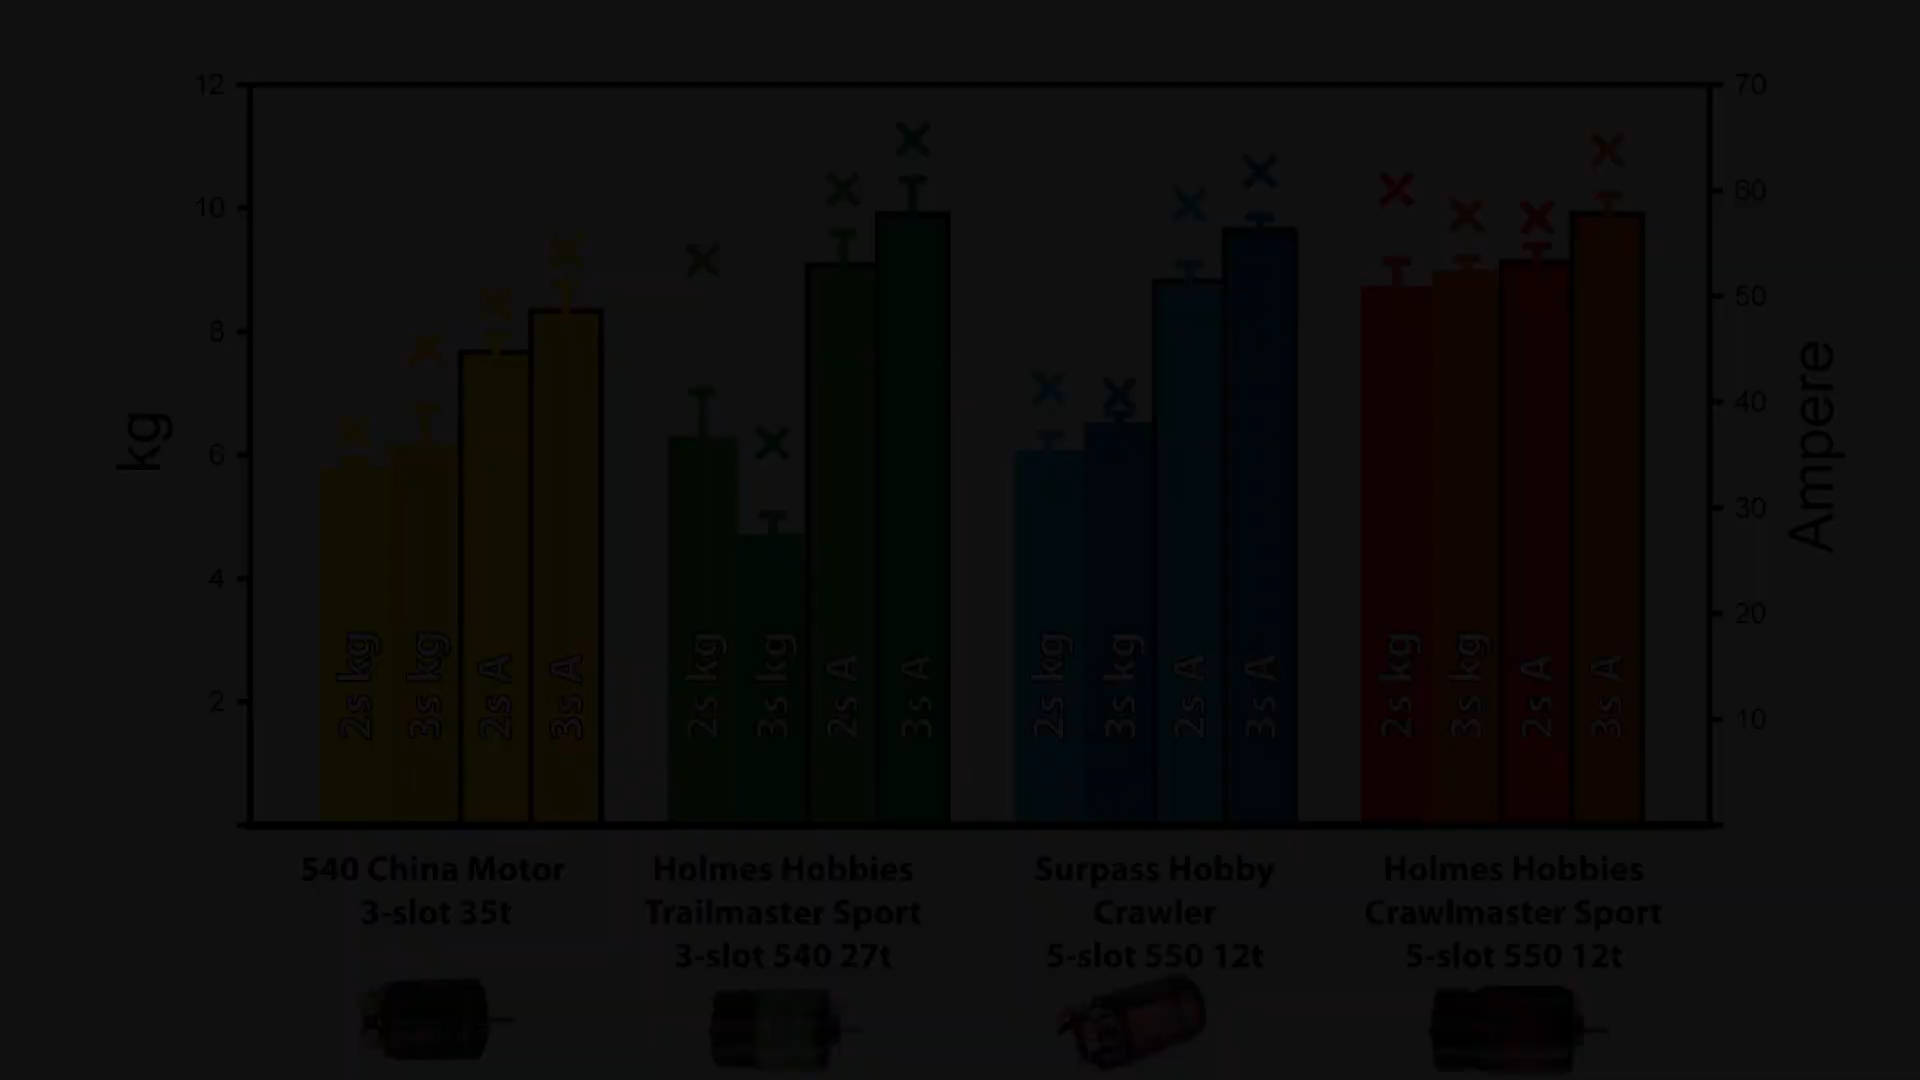 12
10
8
6
4
2
kg
70
60
50
40
30
20
10
Ampere
2s kg
3s kg
2s A
3s A
2s kg
3s kg
2s A
3s A
2s kg
3s kg
2s A
3s A
2s kg
3s kg
2s A
3s A
540 China Motor
3-slot 35t
Holmes Hobbies
Trailmaster Sport
3-slot 540 27t
Surpass Hobby
Crawler
5-slot 550 12t
Holmes Hobbies
Crawlmaster Sport
5-slot 550 12t